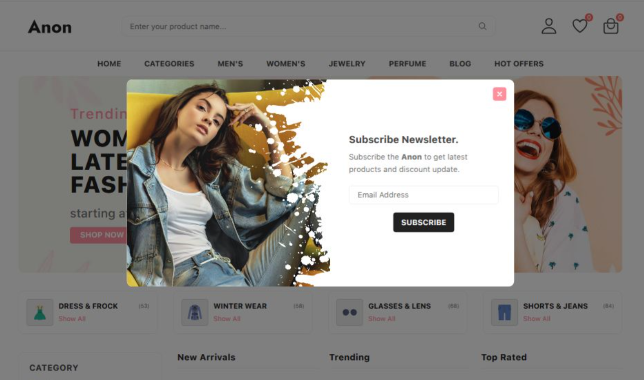 Anon
Enter your product name...
0
0
HOME CATEGORIES MEN'S WOMEN'S JEWELRY PERFUME BLOG HOT OFFERS
Trendin
WOM
LATE
FASH
starting a
SHOP NOW
x
Subscribe Newsletter.
Subscribe the Anon to get latest
products and discount update.
Email Address
SUBSCRIBE
DRESS & FROCK (53)
Show All
WINTER WEAR (58)
Show All
GLASSES & LENS (68)
Show All
SHORTS & JEANS (84)
Show All
CATEGORY
New Arrivals
Trending
Top Rated